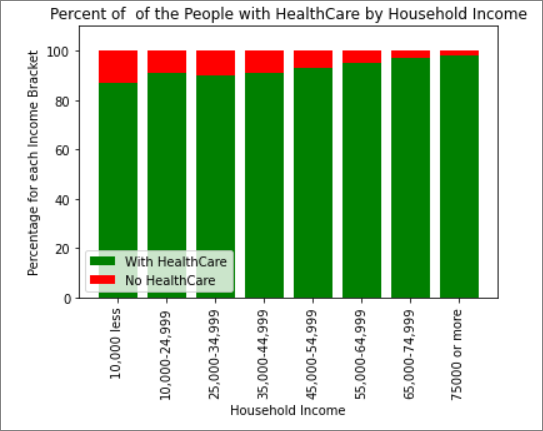 Percent of  of the People with HealthCare by Household Income
Percentage for each Income Bracket
100
80
60
40
20
0
With HealthCare
No HealthCare
10,000 less
10,000-24,999
25,000-34,999
35,000-44,999
45,000-54,999
55,000-64,999
65,000-74,999
75000 or more
Household Income